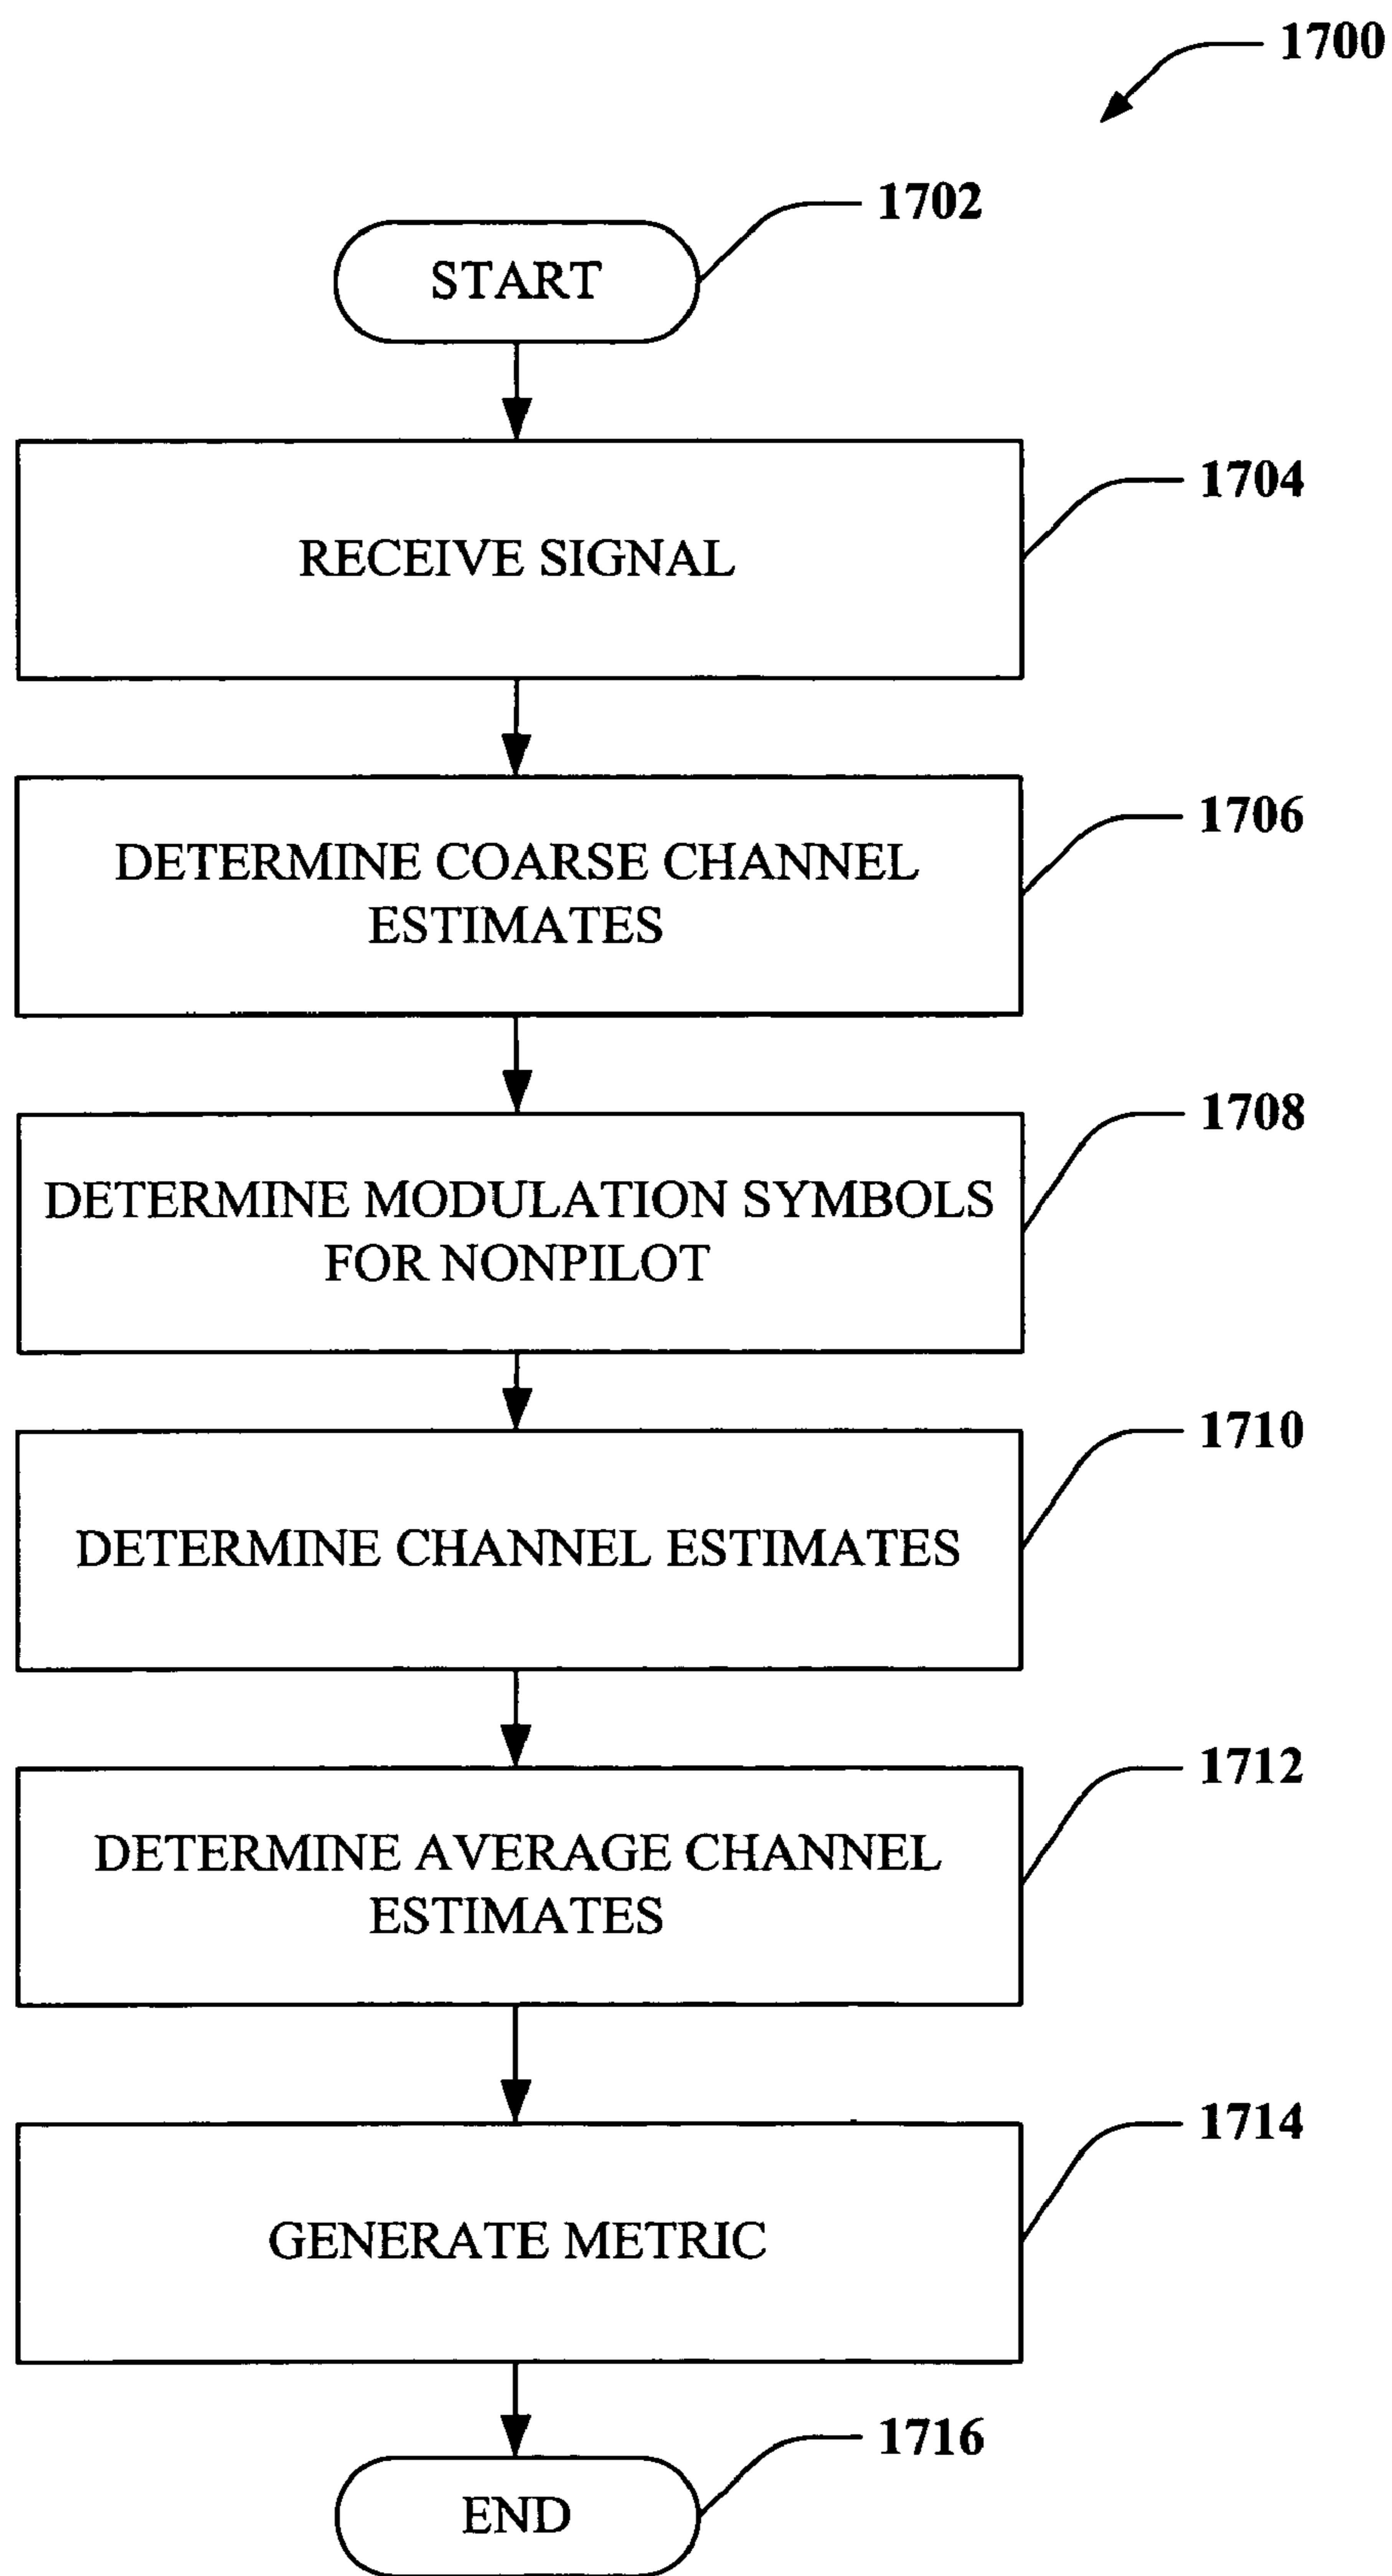 1700
1702
START
1704
RECEIVE SIGNAL
1706
DETERMINE COARSE CHANNEL
ESTIMATES
1708
DETERMINE MODULATION SYMBOLS
FOR NONPILOT
1710
DETERMINE CHANNEL ESTIMATES
1712
DETERMINE AVERAGE CHANNEL
ESTIMATES
1714
GENERATE METRIC
1716
END